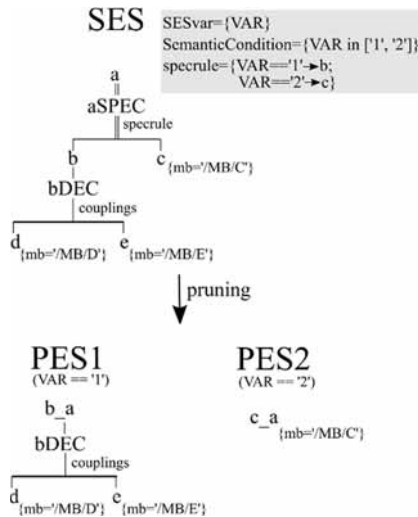 SES
SESvar={VAR}
SemanticCondition={VAR in ['1', '2']}
specrule={VAR=='1'→b;
VAR=='2'→c}
a
aSPEC
specrule
b
c{mb='/MB/C'}
bDEC
couplings
d{mb='/MB/D'}
e{mb='/MB/E'}
pruning
PES1
(VAR == '1')
b_a
bDEC
couplings
d{mb='/MB/D'}
e{mb='/MB/E'}
PES2
(VAR == '2')
c_a{mb='/MB/C'}